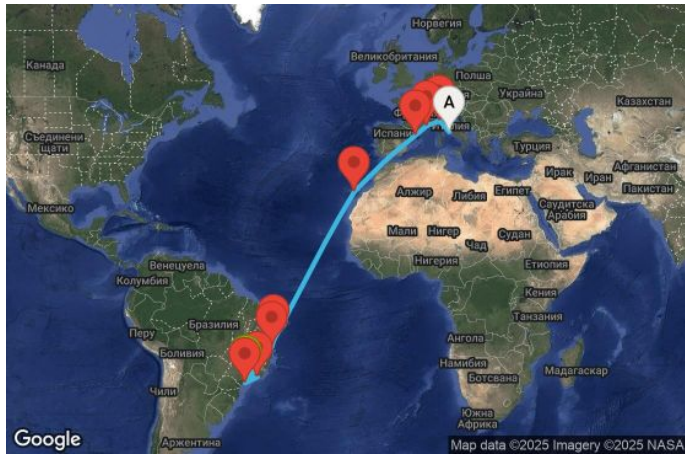 Норвегия
Канада
Великобритания
Полша
Украйна
Казахстан
Съединени
щати
Испани
Италия
Турция
Афганистан
Ирак
Иран
Пакистан
Алжир
Либия
Египет
Саудитска
Арабия
Мексико
Мали
Нигер
Чад
Судан
Венецуела
Нигерия
Етиопия
Колумбия
Кения
Бразилия
Перу
Танзания
Ангола
Боливия
Намибия
Ботсвана
Мадагаскар
Чили
Южна
Африка
Аржентина
A
Google
Map data ©2025 Imagery ©2025 NASA